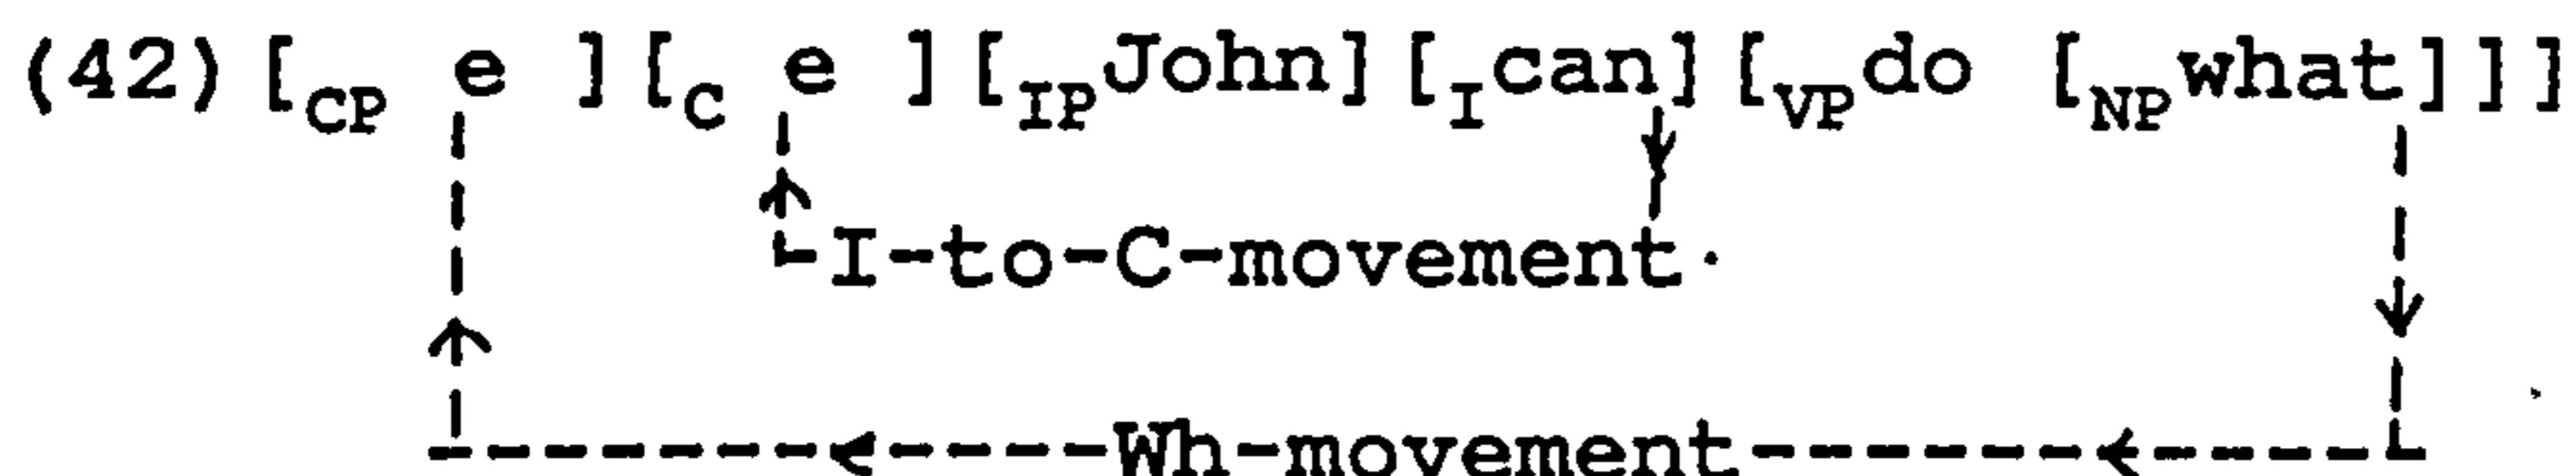 (42)[CP e ][C e ][IPJohn][Ican][VPdo [NPwhat]]]
I-to-C-movement
Wh-movement